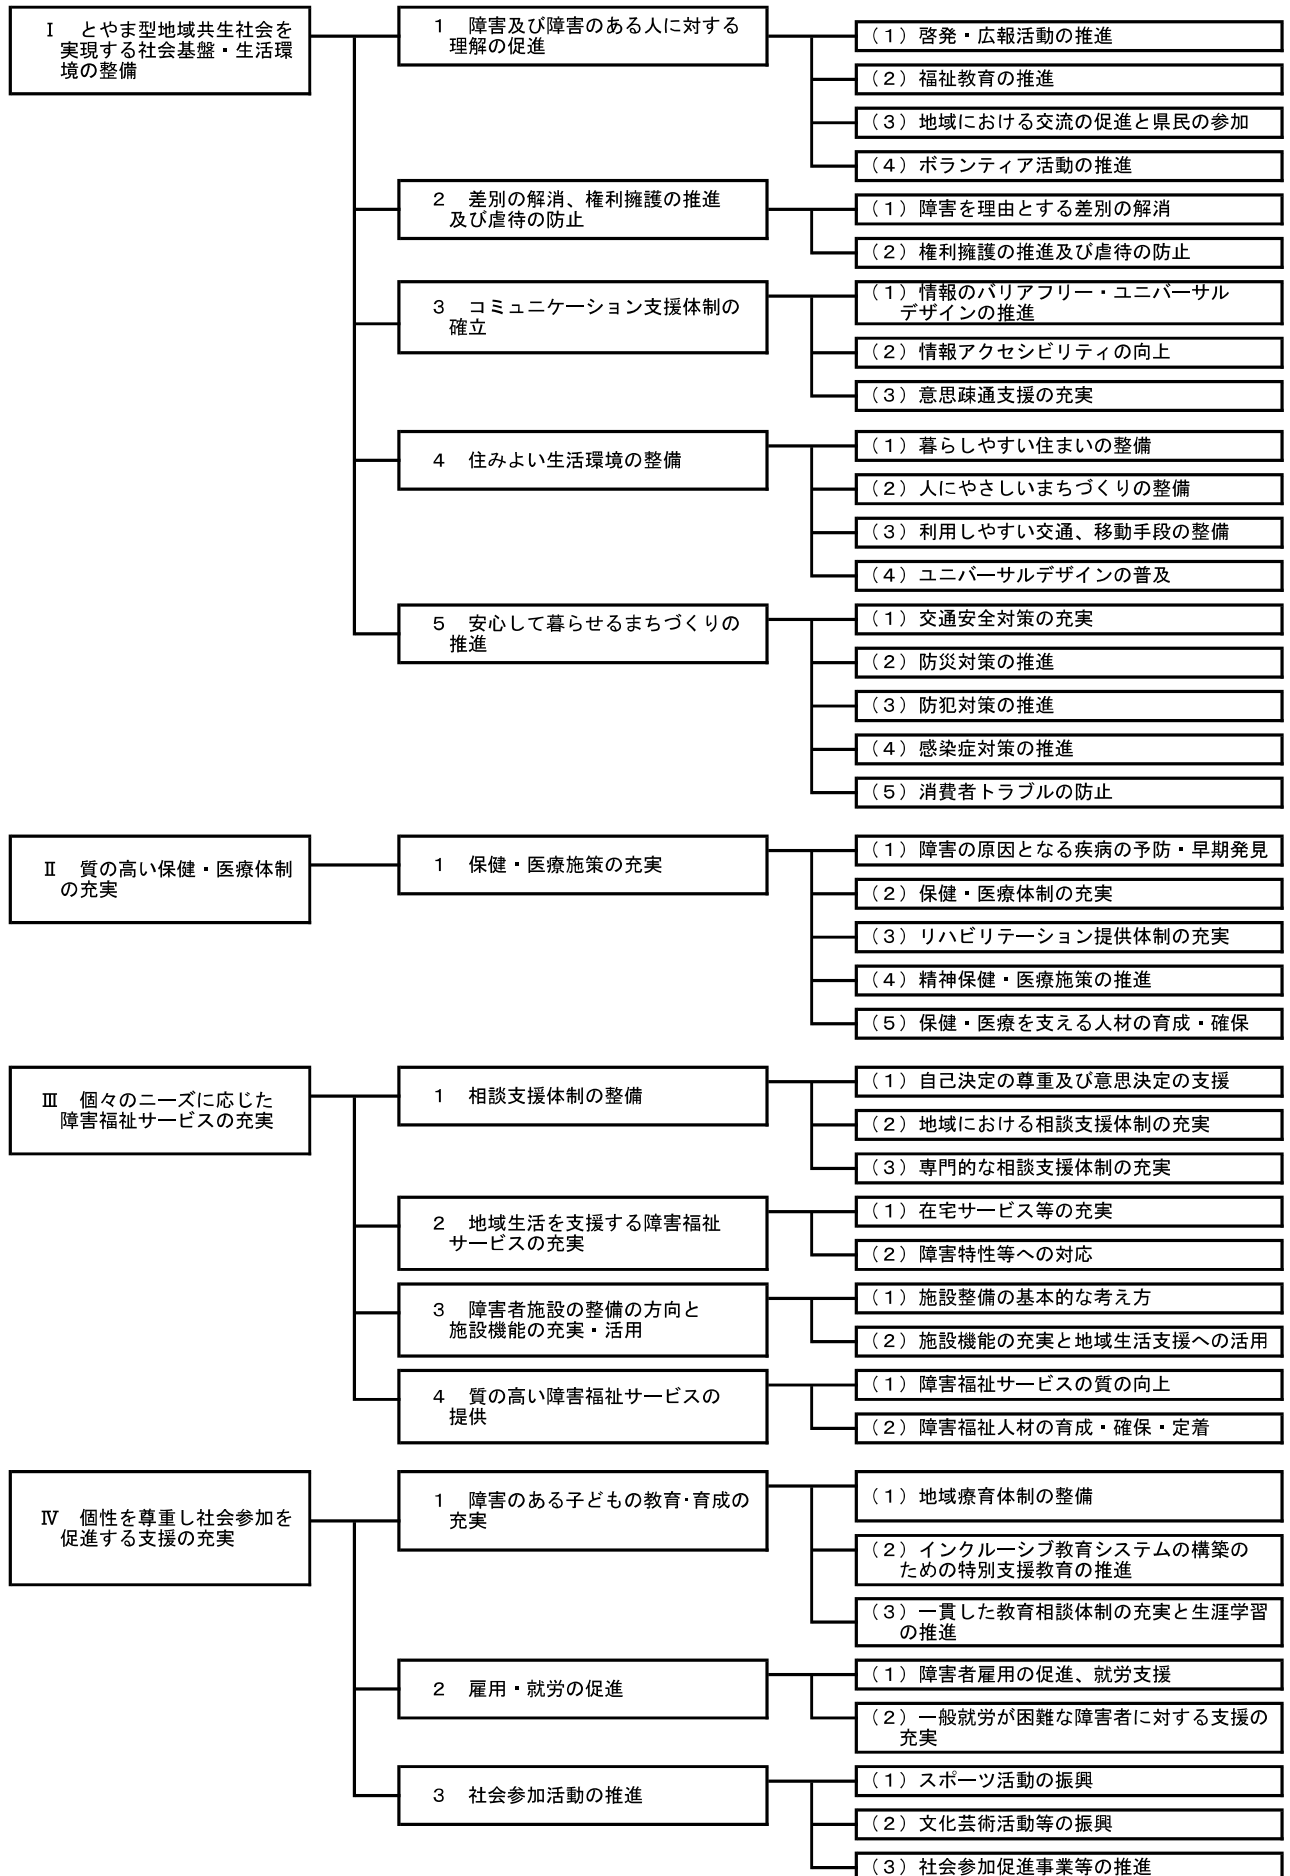 Ⅰ　とやま型地域共生社会を
実現する社会基盤・生活環
境の整備
１　障害及び障害のある人に対する
理解の促進
（１）啓発・広報活動の推進
（２）福祉教育の推進
（３）地域における交流の促進と県民の参加
（４）ボランティア活動の推進
２　差別の解消、権利擁護の推進
及び虐待の防止
（１）障害を理由とする差別の解消
（２）権利擁護の推進及び虐待の防止
３　コミュニケーション支援体制の
確立
（１）情報のバリアフリー・ユニバーサル
デザインの推進
（２）情報アクセシビリティの向上
（３）意思疎通支援の充実
４　住みよい生活環境の整備
（１）暮らしやすい住まいの整備
（２）人にやさしいまちづくりの整備
（３）利用しやすい交通、移動手段の整備
（４）ユニバーサルデザインの普及
５　安心して暮らせるまちづくりの
推進
（１）交通安全対策の充実
（２）防災対策の推進
（３）防犯対策の推進
（４）感染症対策の推進
（５）消費者トラブルの防止
Ⅱ　質の高い保健・医療体制
の充実
１　保健・医療施策の充実
（１）障害の原因となる疾病の予防・早期発見
（２）保健・医療体制の充実
（３）リハビリテーション提供体制の充実
（４）精神保健・医療施策の推進
（５）保健・医療を支える人材の育成・確保
Ⅲ　個々のニーズに応じた
障害福祉サービスの充実
１　相談支援体制の整備
（１）自己決定の尊重及び意思決定の支援
（２）地域における相談支援体制の充実
（３）専門的な相談支援体制の充実
２　地域生活を支援する障害福祉
サービスの充実
（１）在宅サービス等の充実
（２）障害特性等への対応
３　障害者施設の整備の方向と
施設機能の充実・活用
（１）施設整備の基本的な考え方
（２）施設機能の充実と地域生活支援への活用
４　質の高い障害福祉サービスの
提供
（１）障害福祉サービスの質の向上
（２）障害福祉人材の育成・確保・定着
Ⅳ　個性を尊重し社会参加を
促進する支援の充実
１　障害のある子どもの教育･育成の
充実
（１）地域療育体制の整備
（２）インクルーシブ教育システムの構築の
ための特別支援教育の推進
（３）一貫した教育相談体制の充実と生涯学習
の推進
２　雇用・就労の促進
（１）障害者雇用の促進、就労支援
（２）一般就労が困難な障害者に対する支援の
充実
３　社会参加活動の推進
（１）スポーツ活動の振興
（２）文化芸術活動等の振興
（３）社会参加促進事業等の推進